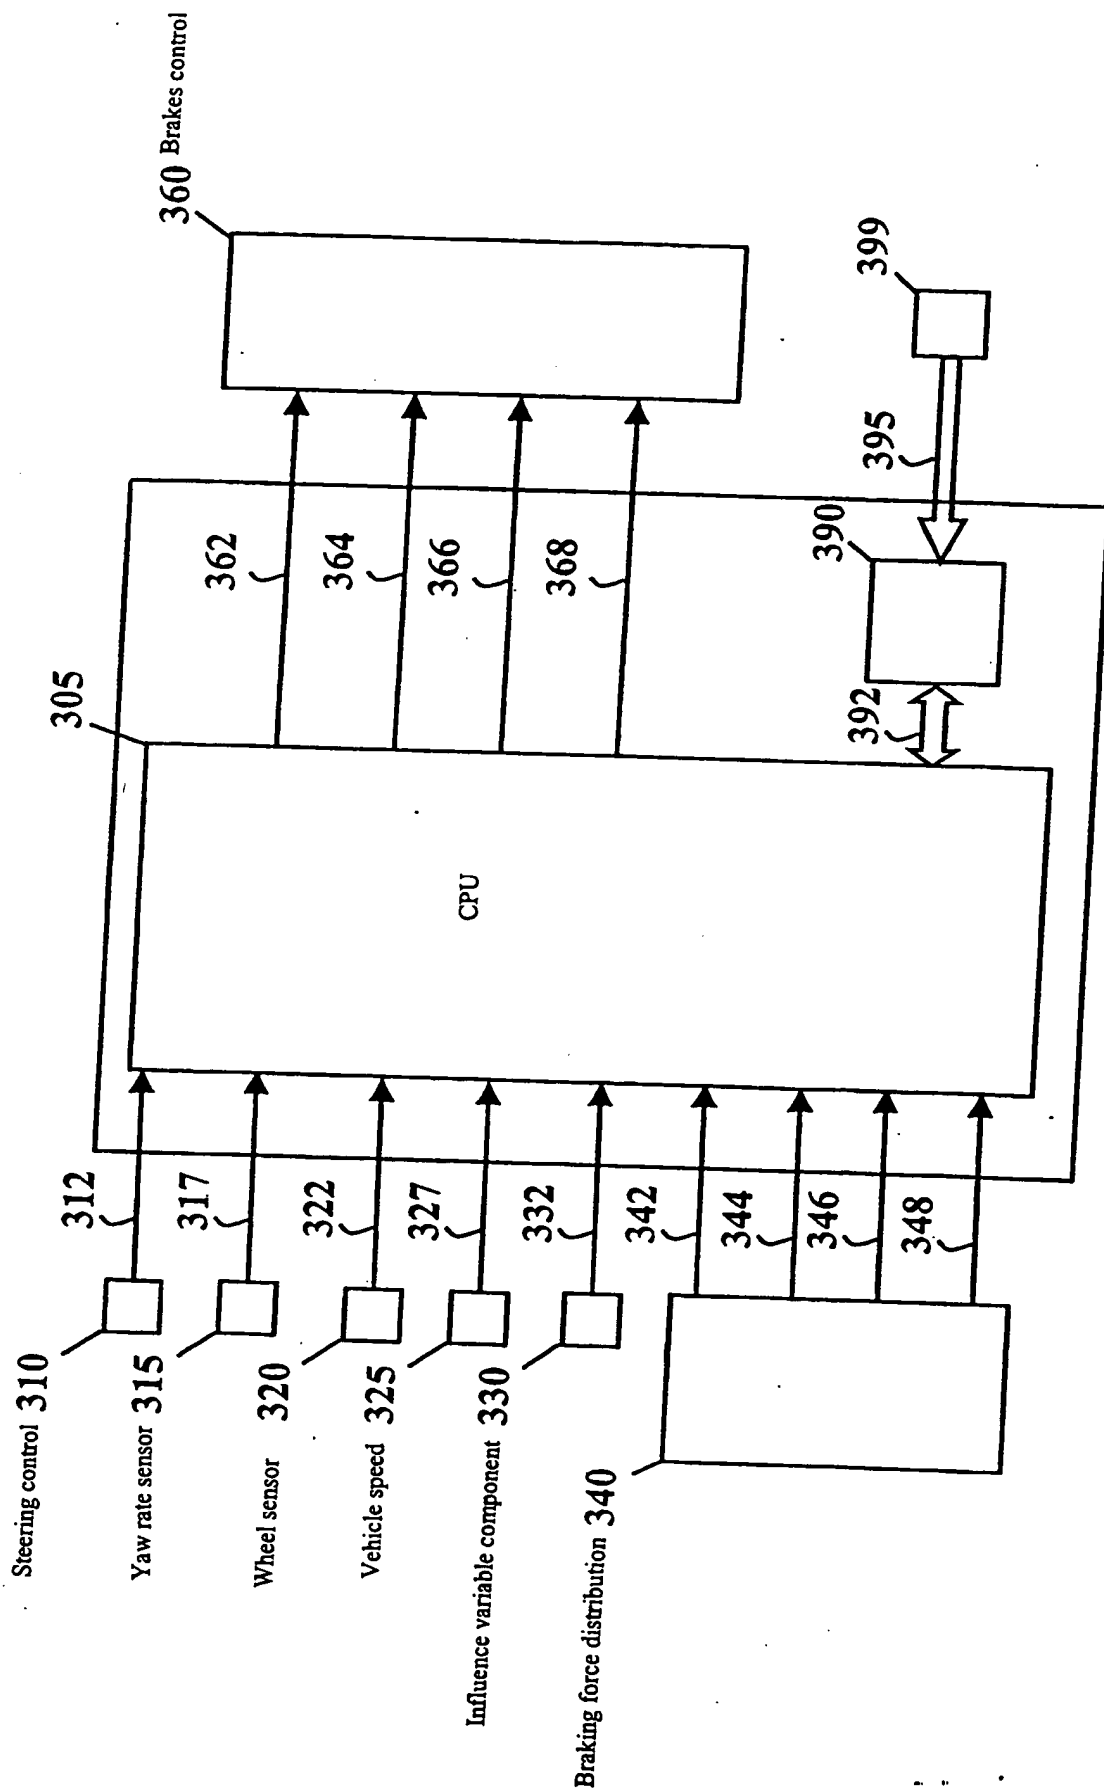 Steering control 310
312
Yaw rate sensor 315
317
Wheel sensor 320
322
Vehicle speed 325
327
Influence variable component 330
332
Braking force distribution 340
342
344
346
348
305
CPU
362
364
366
368
360 Brakes control
392
390
395
399